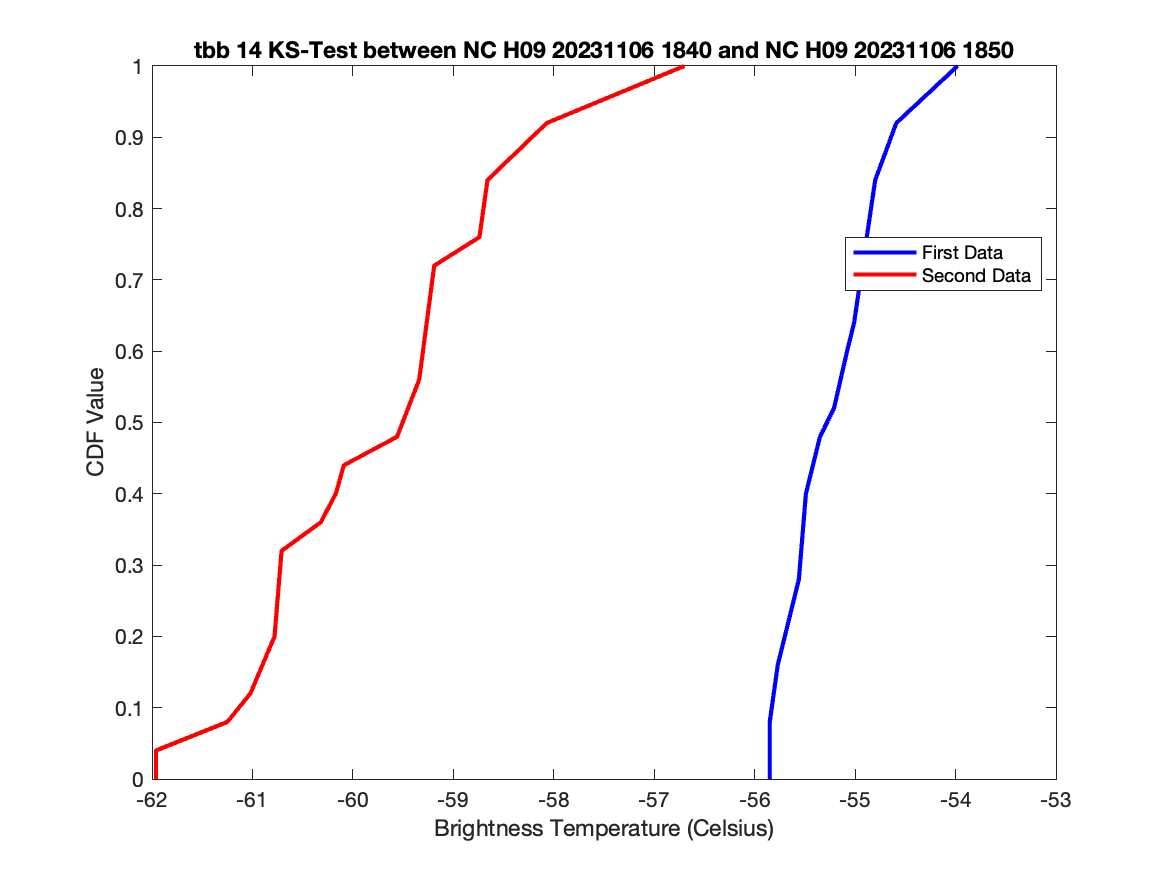 tbb 14 KS-Test between NC H09 20231106 1840 and NC H09 20231106 1850
1
0.9
0.8
0.7
0.6
0.5
0.4
0.3
0.2
0.1
0
CDF Value
First Data
Second Data
-62 -61 -60 -59 -58 -57 -56 -55 -54 -53
Brightness Temperature (Celsius)